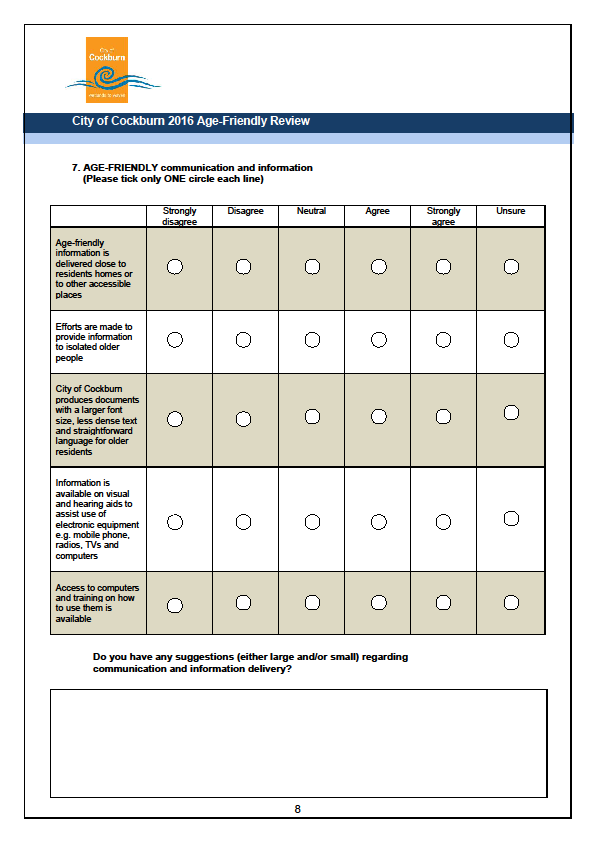 City of
Cockburn
City of Cockburn 2016 Age-Friendly Review
7. AGE-FRIENDLY communication and information
(Please tick only ONE circle each line)
Strongly
disagree
Disagree
Neutral
Agree
Strongly
agree
Unsure
Age-friendly
information is
delivered close to
residents homes or
to other accessible
places
Efforts are made to
provide information
to isolated older
people
City of Cockburn
produces documents
with a larger font
size, less dense text
and straightforward
language for older
residents
Information is
available on visual
and hearing aids to
assist use of
electronic equipment
e.g. mobile phone,
radios, TVs and
computers
Access to computers
and training on how
to use them is
available
Do you have any suggestions (either large and/or small) regarding
communication and information delivery?
8